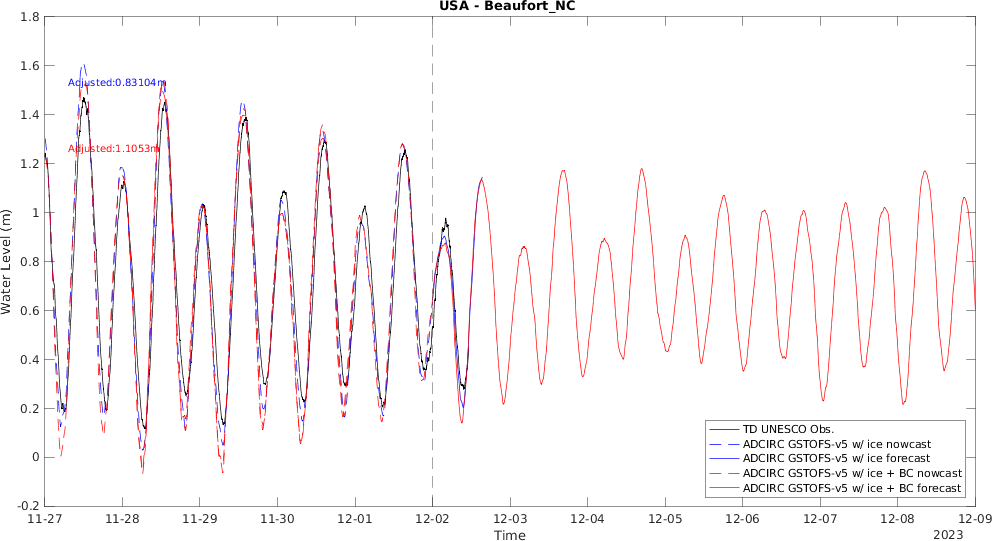 USA - Beaufort_NC
1.8
1.6
1.4
1.2
1
0.8
0.6
0.4
0.2
0
-0.2
Water Level (m)
Adjusted:0.83104m
Adjusted:1.1053m
TD UNESCO Obs.
ADCIRC GSTOFS-v5 w/ ice nowcast
ADCIRC GSTOFS-v5 w/ ice forecast
ADCIRC GSTOFS-v5 w/ ice + BC nowcast
ADCIRC GSTOFS-v5 w/ ice + BC forecast
11-27 11-28 11-29 11-30 12-01 12-02 12-03 12-04 12-05 12-06 12-07 12-08 12-09
Time
2023